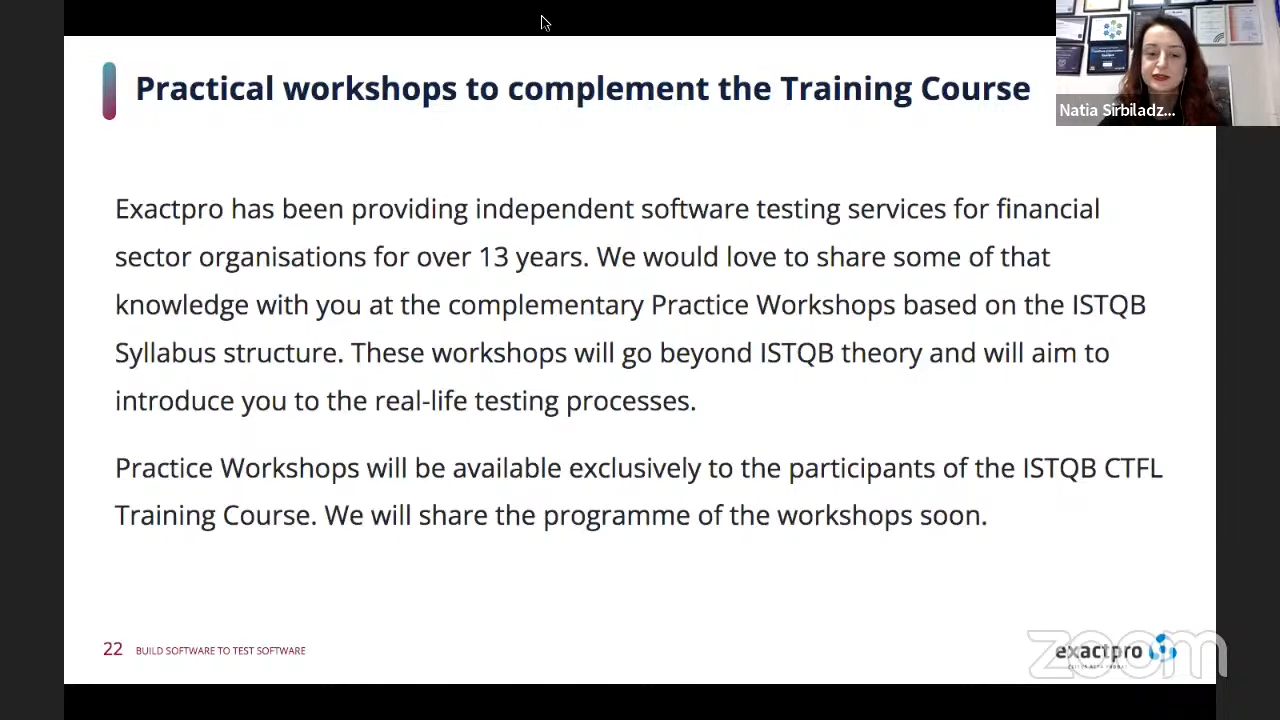 Practical workshops to complement the Training Course
Natia Sirbiladz...
Exactpro has been providing independent software testing services for financial
sector organisations for over 13 years. We would love to share some of that
knowledge with you at the complementary Practice Workshops based on the ISTQB
Syllabus structure. These workshops will go beyond ISTQB theory and will aim to
introduce you to the real-life testing processes.
Practice Workshops will be available exclusively to the participants of the ISTQB CTFL
Training Course. We will share the programme of the workshops soon.
22 BUILD SOFTWARE TO TEST SOFTWARE
exactpro
zoom